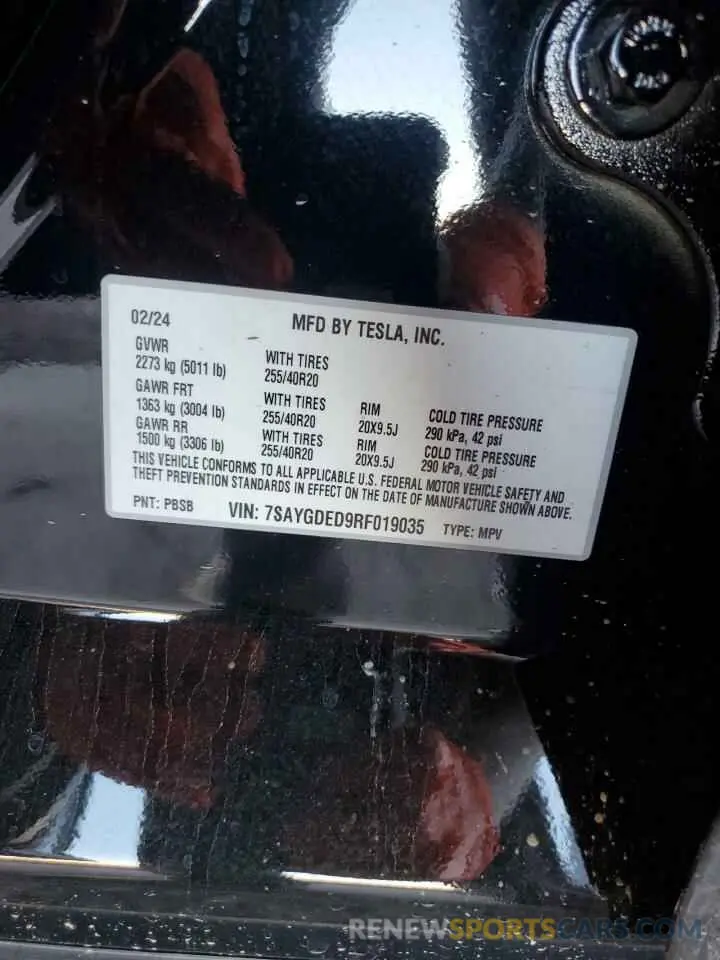 02/24
MFD BY TESLA, INC.
GVWR
2273 kg (5011 lb)
WITH TIRES
255/40R20
GAWR FRT
1363 kg (3004 lb)
WITH TIRES
255/40R20
RIM
20X9.5J
COLD TIRE PRESSURE
290 kPa, 42 psi
GAWR RR
1500 kg (3306 lb)
WITH TIRES
255/40R20
RIM
20X9.5J
COLD TIRE PRESSURE
290 kPa, 42 psi
THIS VEHICLE CONFORMS TO ALL APPLICABLE U.S. FEDERAL MOTOR VEHICLE SAFETY AND
THEFT PREVENTION STANDARDS IN EFFECT ON THE DATE OF MANUFACTURE SHOWN ABOVE.
PNT: PBSB VIN: 7SAYGDED9RF019035 TYPE: MPV
RENEWSPORTSCARS.COM